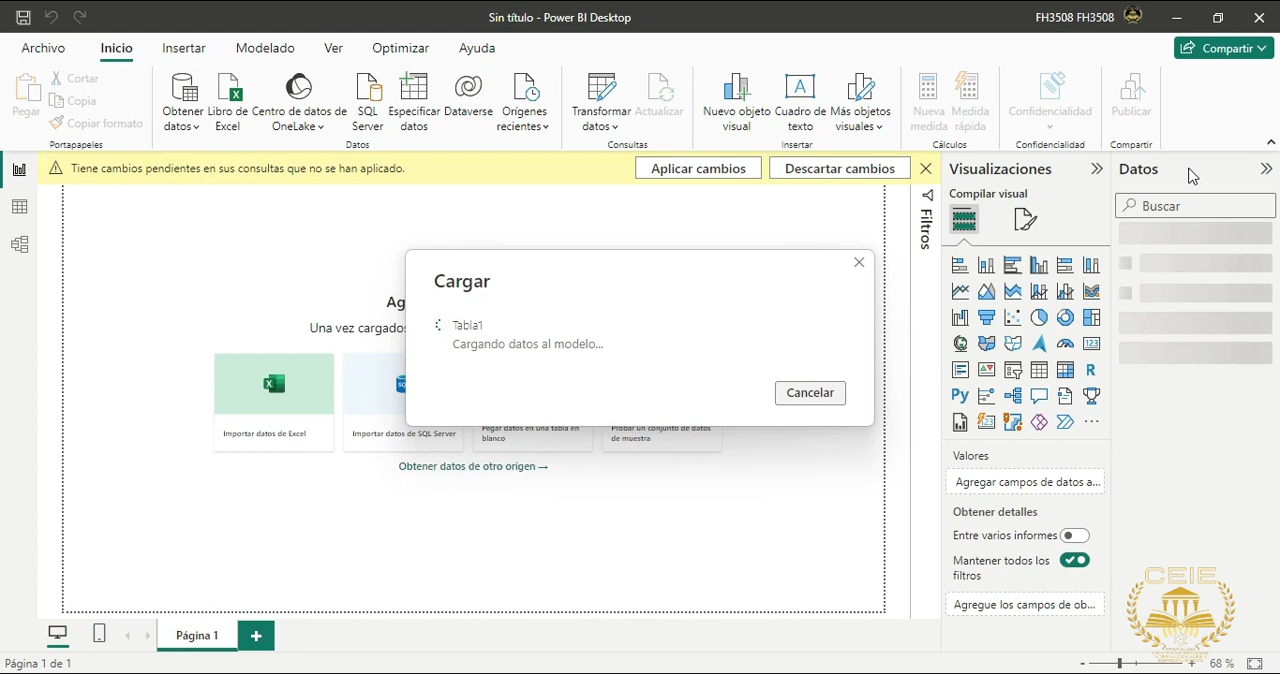 Sin título - Power BI Desktop
FH3508 FH3508
Archivo
Inicio
Insertar
Modelado
Ver
Optimizar
Ayuda
Compartir
Pegar
Cortar
Copia
Copiar formato
Portapapeles
Obtener
datos
Libro de
Excel
Centro de datos de
OneLake
SQL
Server
Especificar
datos
Dataverse
Orígenes
recientes
Datos
Transformar
datos
Actualizar
Consultas
Nuevo objeto
visual
Cuadro de
texto
Más objetos
visuales
Insertar
Nueva
medida
Medida
rápida
Cálculos
Confidencialidad
Confidencialidad
Publicar
Compartir
Tiene cambios pendientes en sus consultas que no se han aplicado.
Aplicar cambios
Descartar cambios
Filtros
Ag
Una vez cargados
Importar datos de Excel
Importar datos de SQL Server
Pegar datos en una tabla en
blanco
Probar un conjunto de datos
de muestra
Obtener datos de otro origen →
Cargar
Tabla1
Cargando datos al modelo...
Cancelar
Visualizaciones
Compilar visual
R
Py
123
Valores
Agregar campos de datos a...
Obtener detalles
Entre varios informes
Mantener todos los
filtros
Agregue los campos de ob...
Datos
Buscar
CEIE
Página 1
Página 1 de 1
- + 68 %